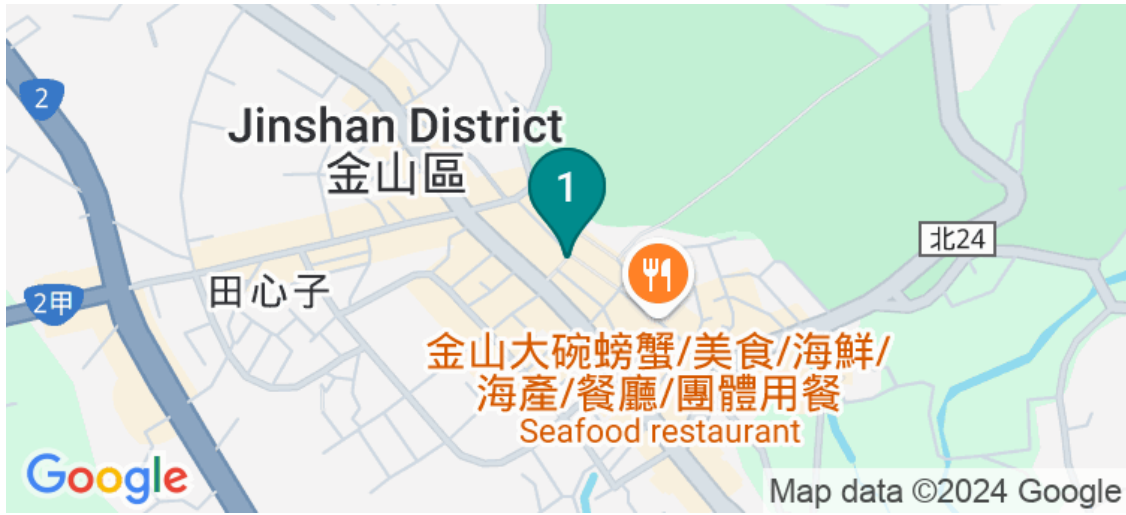 2
Jinshan District
金山區
1
北24
田心子
2甲
金山大碗螃蟹/美食/海鮮/
海產/餐廳/團體用餐
Seafood restaurant
Google
Map data ©2024 Google